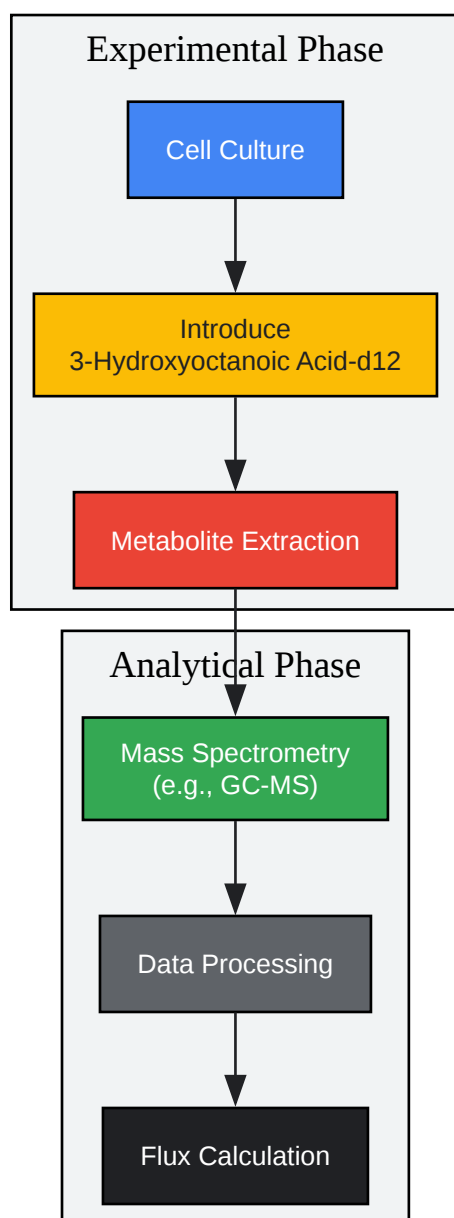 Experimental Phase
Cell Culture
Introduce
3-Hydroxyoctanoic Acid-d12
Metabolite Extraction
Analytical Phase
Mass Spectrometry
(e.g., GC-MS)
Data Processing
Flux Calculation